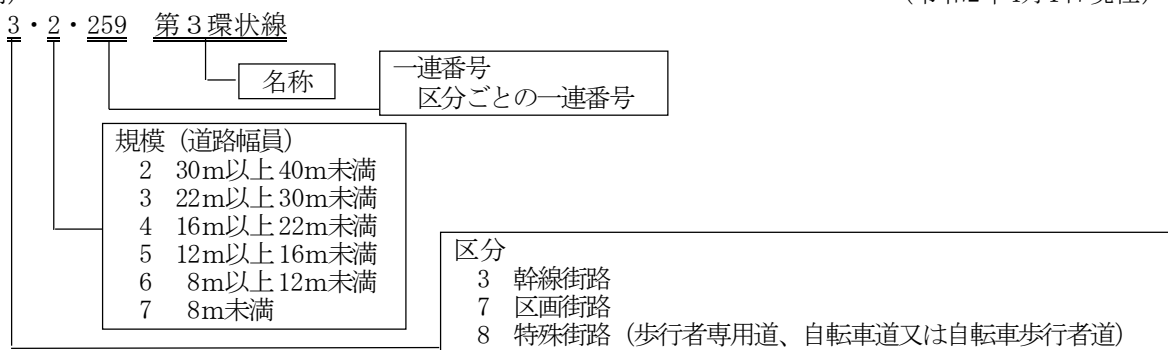 3・2・259 第3環状線
名称
一連番号
区分ごとの一連番号
規模（道路幅員）
2 30m以上40m未満
3 22m以上30m未満
4 16m以上22m未満
5 12m以上16m未満
6 8m以上12m未満
7 8m未満
区分
3 幹線街路
7 区画街路
8 特殊街路（歩行者専用道、自転車道又は自転車歩行者道）